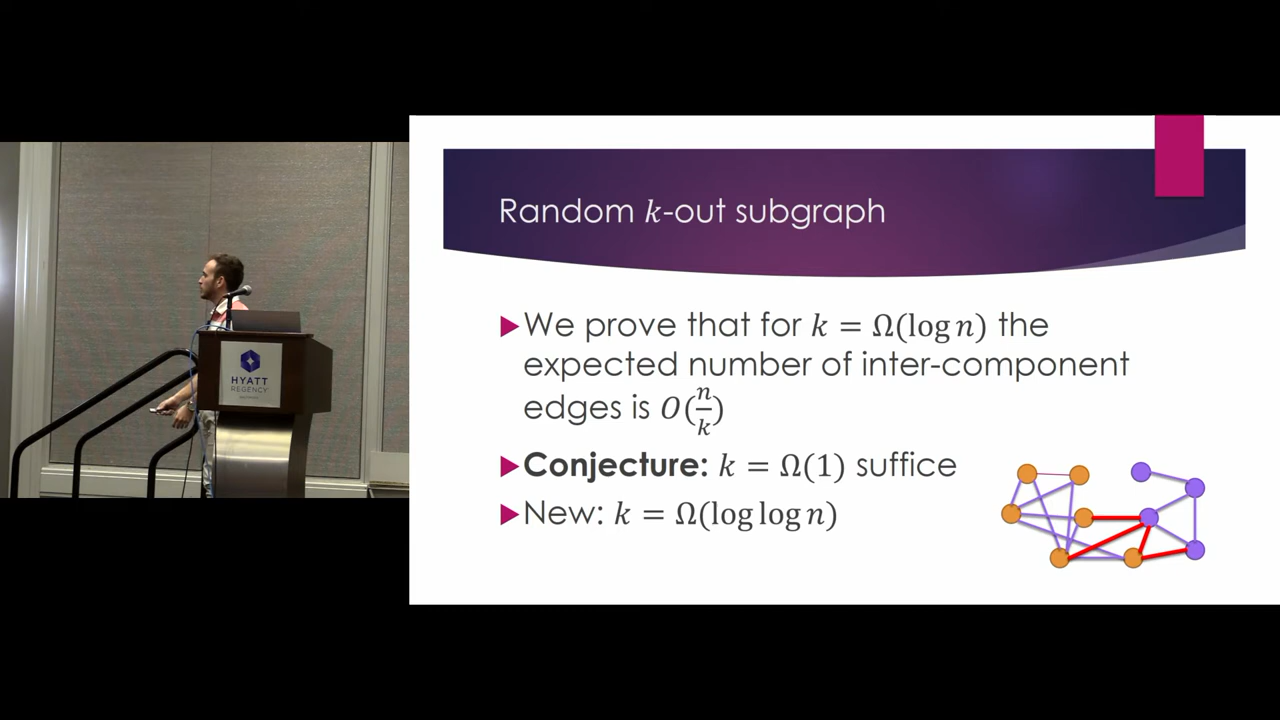 Random k-out subgraph
▶We prove that for k = Ω(log n) the
expected number of inter-component
edges is O(n/k)
▶Conjecture: k = Ω(1) suffice
▶New: k = Ω(log log n)
HYATT
REGENCY